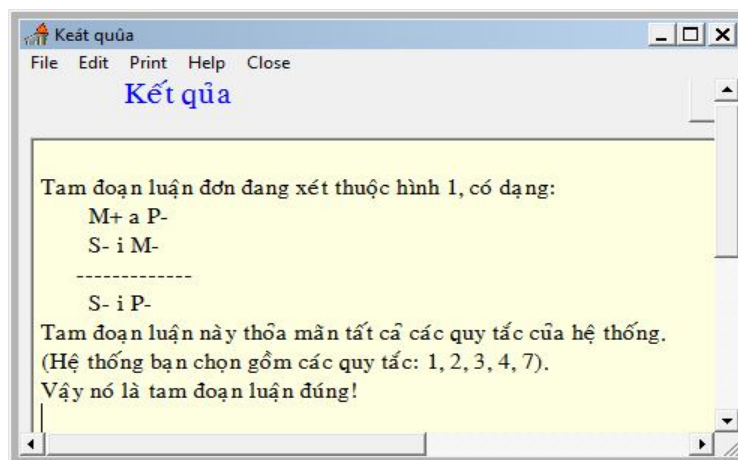 Keát quûa
File Edit Print Help Close
Kết qủa
Tam đoạn luận đơn đang xét thuộc hình 1, có dạng:
M+ a P-
S- i M-
-------------
S- i P-
Tam đoạn luận này thỏa mãn tất cả các quy tắc của hệ thống.
(Hệ thống bạn chọn gồm các quy tắc: 1, 2, 3, 4, 7).
Vậy nó là tam đoạn luận đúng!